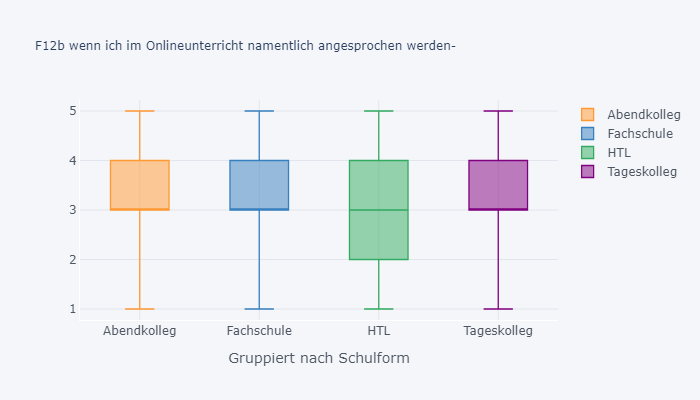 F12b wenn ich im Onlineunterricht namentlich angesprochen werden-
5
4
3
2
1
Abendkolleg
Fachschule
HTL
Tageskolleg
Gruppiert nach Schulform
Abendkolleg
Fachschule
HTL
Tageskolleg